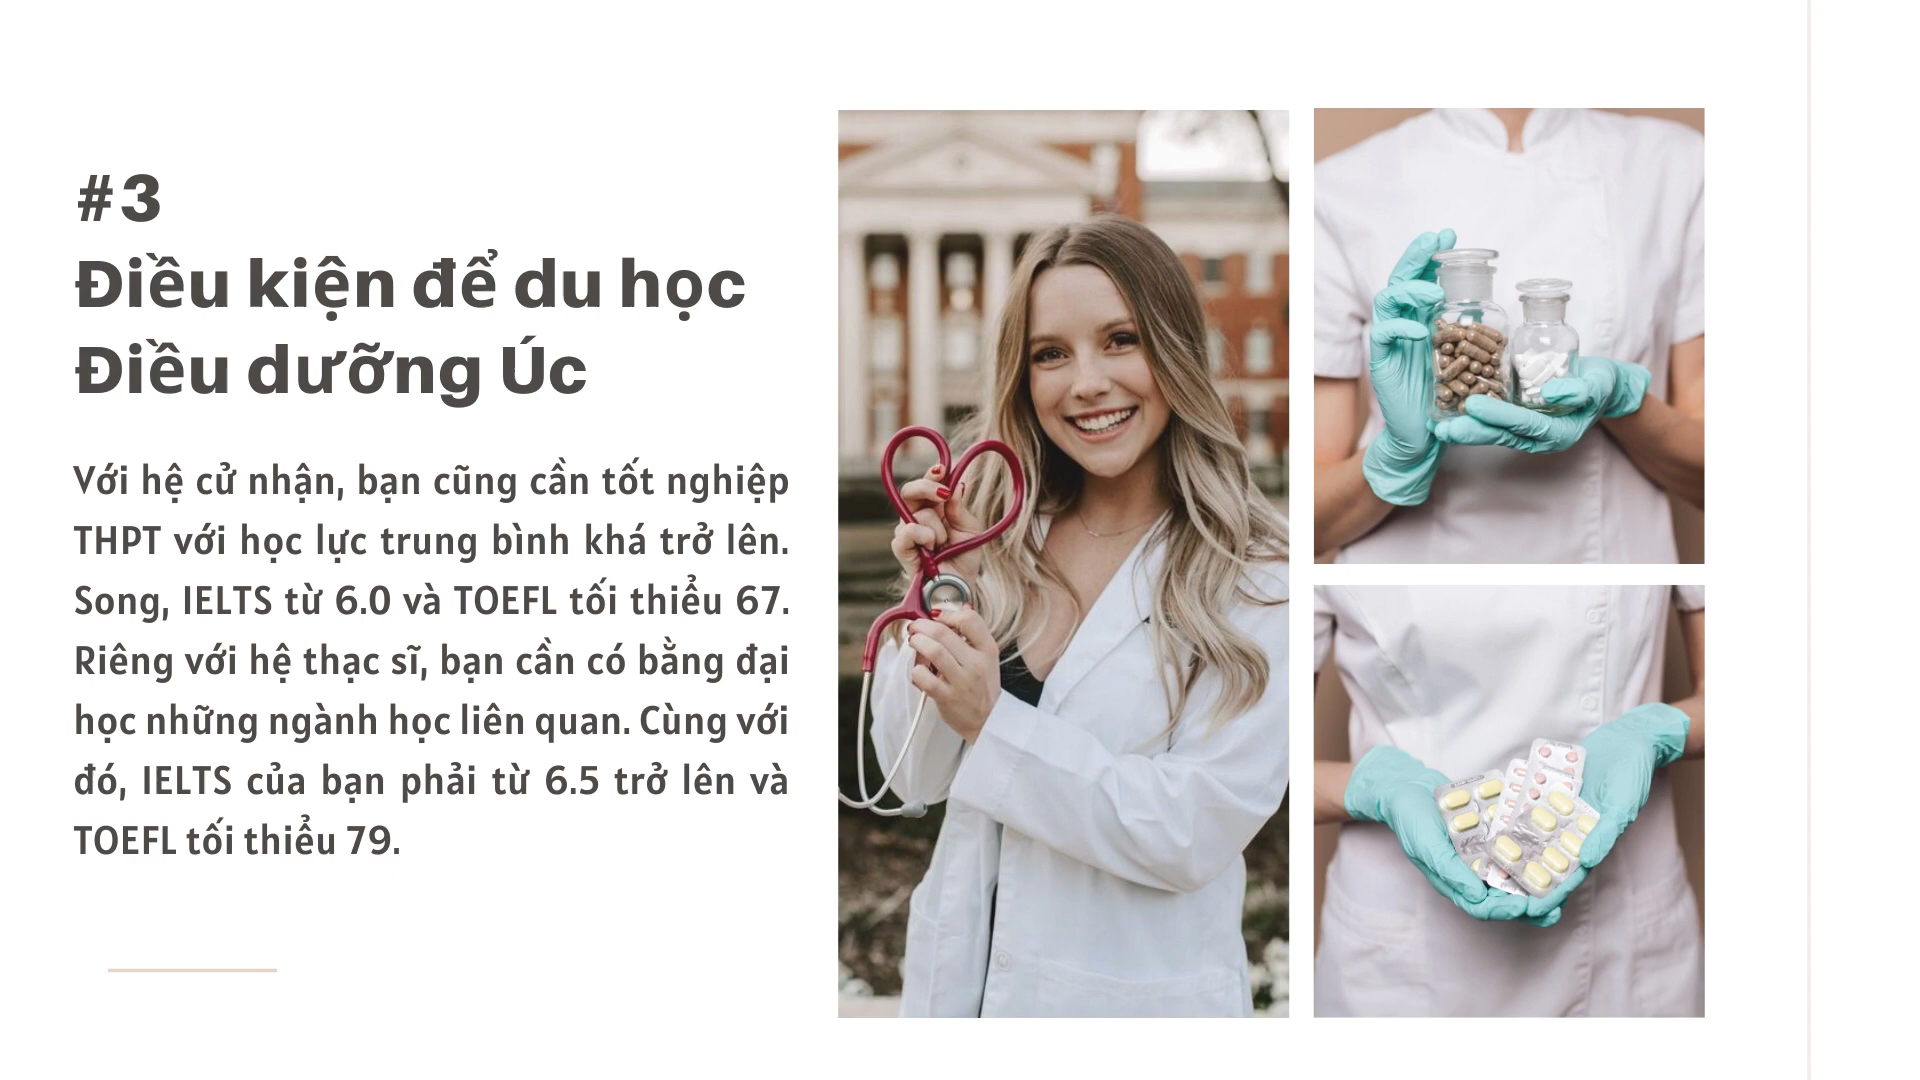 #3
Điều kiện để du học
Điều dưỡng Úc
Với hệ cử nhận, bạn cũng cần tốt nghiệp
THPT với học lực trung bình khá trở lên.
Song, IELTS từ 6.0 và TOEFL tối thiểu 67.
Riêng với hệ thạc sĩ, bạn cần có bằng đại
học những ngành học liên quan. Cùng với
đó, IELTS của bạn phải từ 6.5 trở lên và
TOEFL tối thiểu 79.